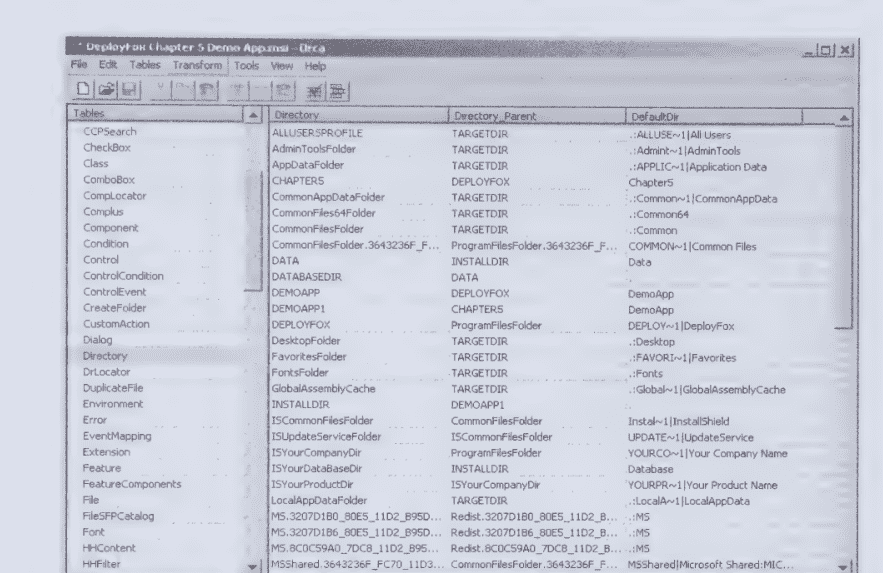 * DeployFox Chapter 5 Demo App.msi - Orca
File Edit Tables Transform Tools View Help
Tables Directory Directory_Parent DefaultDir
CCPSearch ALLUSERSPROFILE TARGETDIR .:ALLUSE~1|All Users
CheckBox AdminToolsFolder TARGETDIR .:Admint~1|AdminTools
Class AppDataFolder TARGETDIR .:APPLIC~1|Application Data
ComboBox CHAPTER5 DEPLOYFOX Chapter5
CompLocator CommonAppDataFolder TARGETDIR .:Common~1|CommonAppData
Complus CommonFiles64Folder TARGETDIR .:Common64
Component CommonFilesFolder TARGETDIR .:Common
Condition CommonFilesFolder.3643236F_F... ProgramFilesFolder.3643236F_F... COMMON~1|Common Files
Control DATA INSTALLDIR Data
ControlCondition DATABASEDIR DATA .
ControlEvent DEMOAPP DEPLOYFOX DemoApp
CreateFolder DEMOAPP1 CHAPTER5 DemoApp
CustomAction DEPLOYFOX ProgramFilesFolder DEPLOY~1|DeployFox
Dialog DesktopFolder TARGETDIR .:Desktop
Directory FavoritesFolder TARGETDIR .:FAVORI~1|Favorites
DrLocator FontsFolder TARGETDIR .:Fonts
DuplicateFile GlobalAssemblyCache TARGETDIR .:Global~1|GlobalAssemblyCache
Environment INSTALLDIR DEMOAPP1 .
Error ISCommonFilesFolder CommonFilesFolder Instal~1|InstallShield
EventMapping ISUpdateServiceFolder ISCommonFilesFolder UPDATE~1|UpdateService
Extension ISYourCompanyDir ProgramFilesFolder YOURCO~1|Your Company Name
Feature ISYourDataBaseDir INSTALLDIR Database
FeatureComponents ISYourProductDir ISYourCompanyDir YOURPR~1|Your Product Name
File LocalAppDataFolder TARGETDIR .:LocalA~1|LocalAppData
FileSFPCatalog MS.3207D1B0_80E5_11D2_B95D... Redist.3207D1B0_80E5_11D2_B... .:MS
Font MS.3207D1B6_80E5_11D2_B95D... Redist.3207D1B6_80E5_11D2_B... .:MS
HHContent MS.8C0C59A0_7DC8_11D2_B95... Redist.8C0C59A0_7DC8_11D2_B... .:MS
HHFilter MSShared.3643236F_FC70_11D3... CommonFilesFolder.3643236F_F... MSShared|Microsoft Shared:MIC...